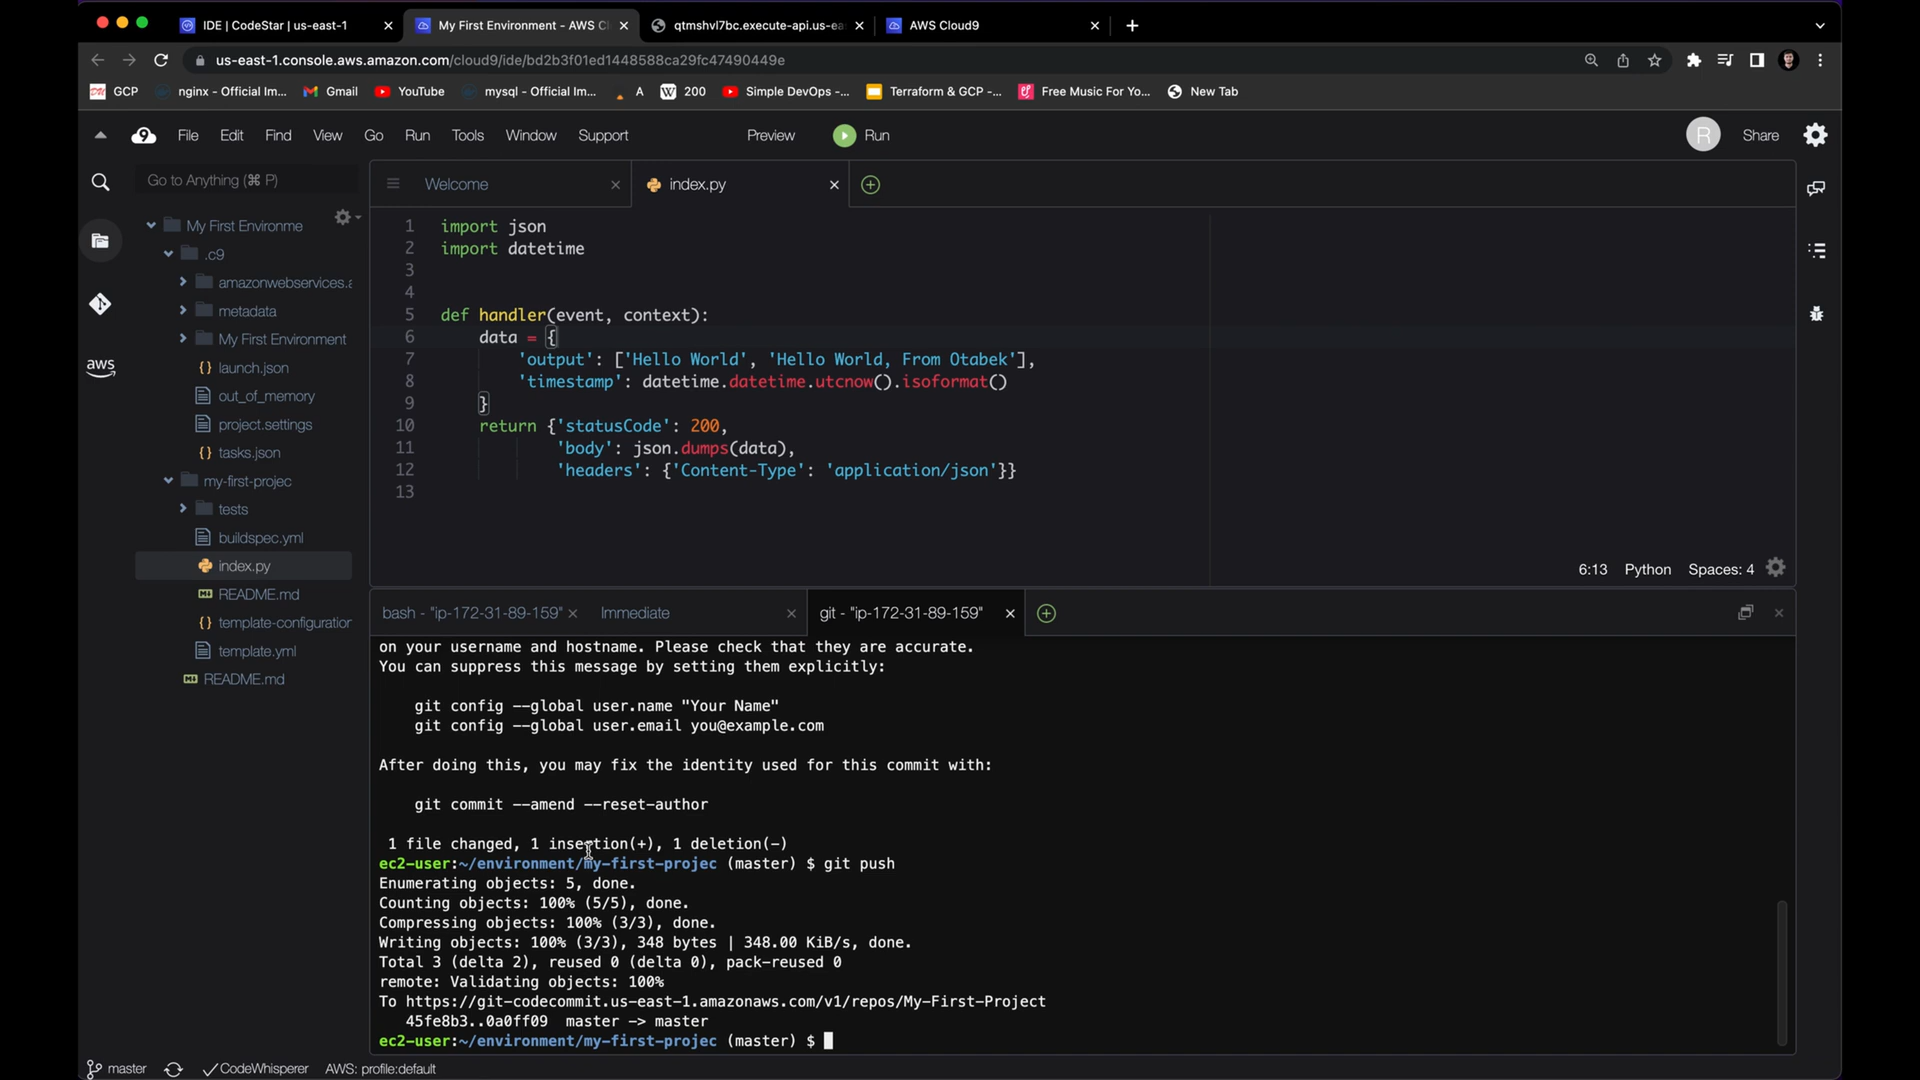 IDE | CodeStar | us-east-1
My First Environment - AWS Cl
qtmshvl7bc.execute-api.us-ea
AWS Cloud9
us-east-1.console.aws.amazon.com/cloud9/ide/bd2b3f01ed1448588ca29fc47490449e
GCP
nginx - Official Im...
Gmail
YouTube
mysql - Official Im...
A
200
Simple DevOps -...
Terraform & GCP -...
Free Music For Yo...
New Tab
9 File Edit Find View Go Run Tools Window Support Preview Run R Share
Go to Anything (⌘ P)
Welcome
index.py
My First Environme
.c9
amazonwebservices.a
metadata
My First Environment
launch.json
out_of_memory
project.settings
tasks.json
my-first-projec
tests
buildspec.yml
index.py
README.md
template-configuration
template.yml
README.md
aws
1 import json
2 import datetime
3
4
5 def handler(event, context):
6 data = {
7 'output': ['Hello World', 'Hello World, From Otabek'],
8 'timestamp': datetime.datetime.utcnow().isoformat()
9 }
10 return {'statusCode': 200,
11 'body': json.dumps(data),
12 'headers': {'Content-Type': 'application/json'}}
13
6:13 Python Spaces: 4
bash - "ip-172-31-89-159"
Immediate
git - "ip-172-31-89-159"
on your username and hostname. Please check that they are accurate.
You can suppress this message by setting them explicitly:
git config --global user.name "Your Name"
git config --global user.email you@example.com
After doing this, you may fix the identity used for this commit with:
git commit --amend --reset-author
1 file changed, 1 insertion(+), 1 deletion(-)
ec2-user:~/environment/my-first-projec (master) $ git push
Enumerating objects: 5, done.
Counting objects: 100% (5/5), done.
Compressing objects: 100% (3/3), done.
Writing objects: 100% (3/3), 348 bytes | 348.00 KiB/s, done.
Total 3 (delta 2), reused 0 (delta 0), pack-reused 0
remote: Validating objects: 100%
To https://git-codecommit.us-east-1.amazonaws.com/v1/repos/My-First-Project
45fe8b3..0a0ff09 master -> master
ec2-user:~/environment/my-first-projec (master) $
master
CodeWhisperer
AWS: profile:default